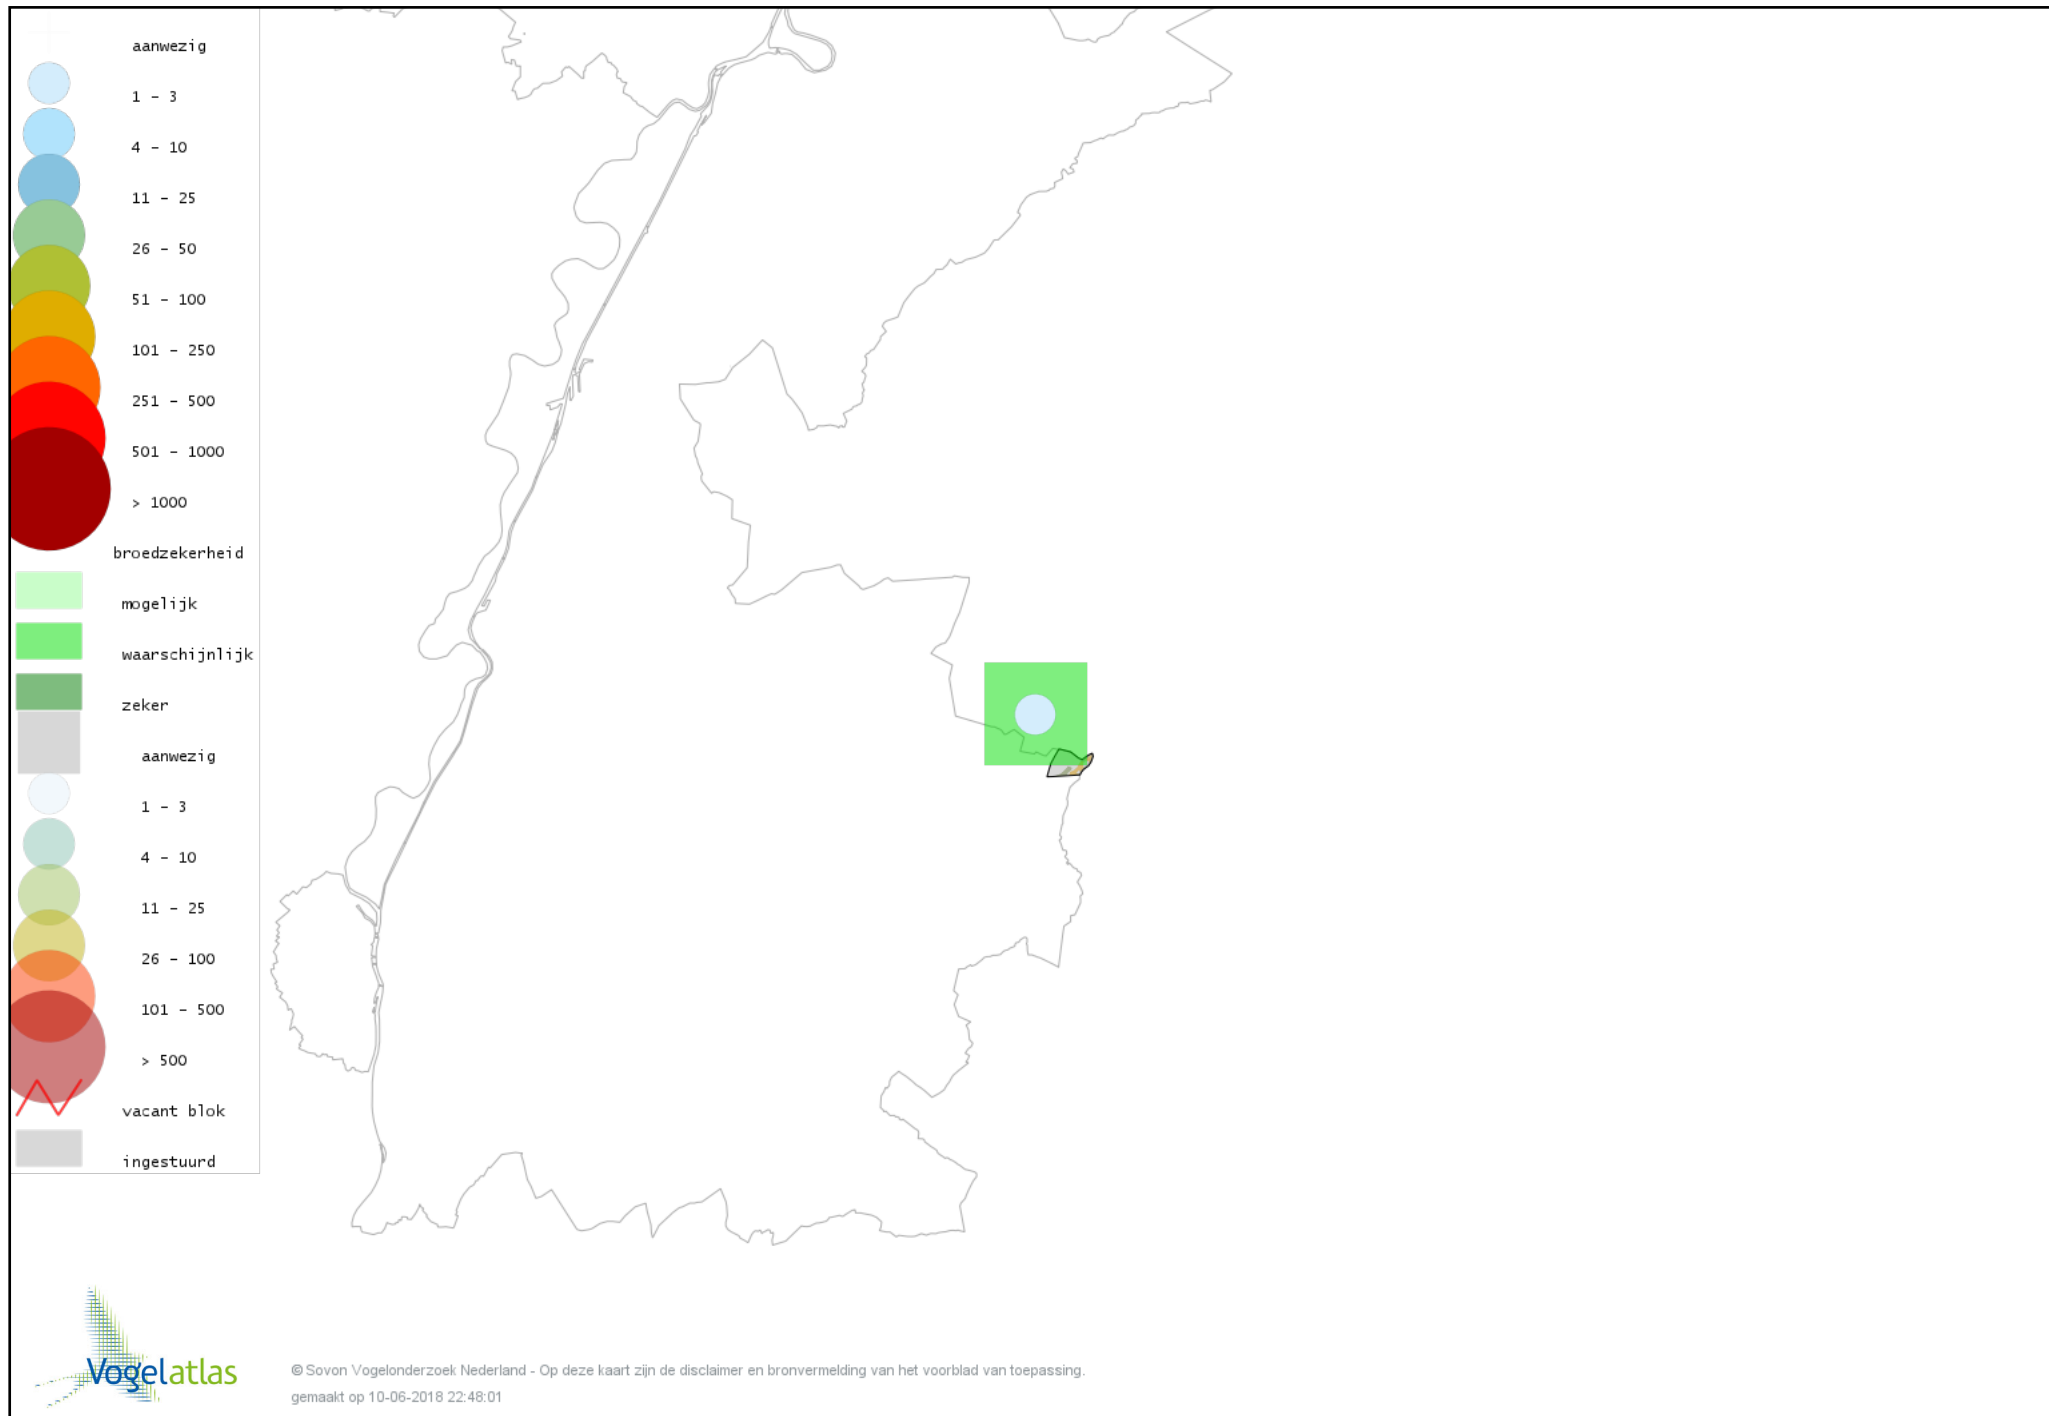 aanwezig
1 – 3
4 – 10
11 – 25
26 – 50
51 – 100
101 – 250
251 – 500
501 – 1000
> 1000
broedzekerheid
mogelijk
waarschijnlijk
zeker
aanwezig
1 – 3
4 – 10
11 – 25
26 – 100
101 – 500
> 500
vacant blok
ingestuurd
Vogelatlas
© Sovon Vogelonderzoek Nederland - Op deze kaart zijn de disclaimer en bronvermelding van het voorblad van toepassing.
gemaakt op 10-06-2018 22:48:01